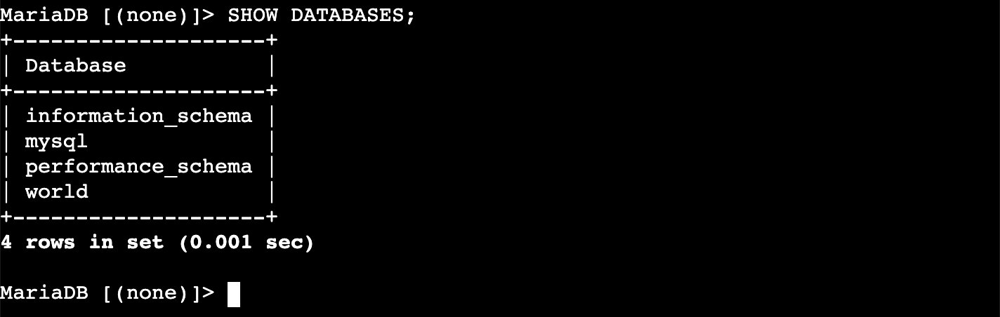 MariaDB [(none)]> SHOW DATABASES;
+--------------------+
| Database           |
+--------------------+
| information_schema |
| mysql              |
| performance_schema |
| world              |
+--------------------+
4 rows in set (0.001 sec)
MariaDB [(none)]>